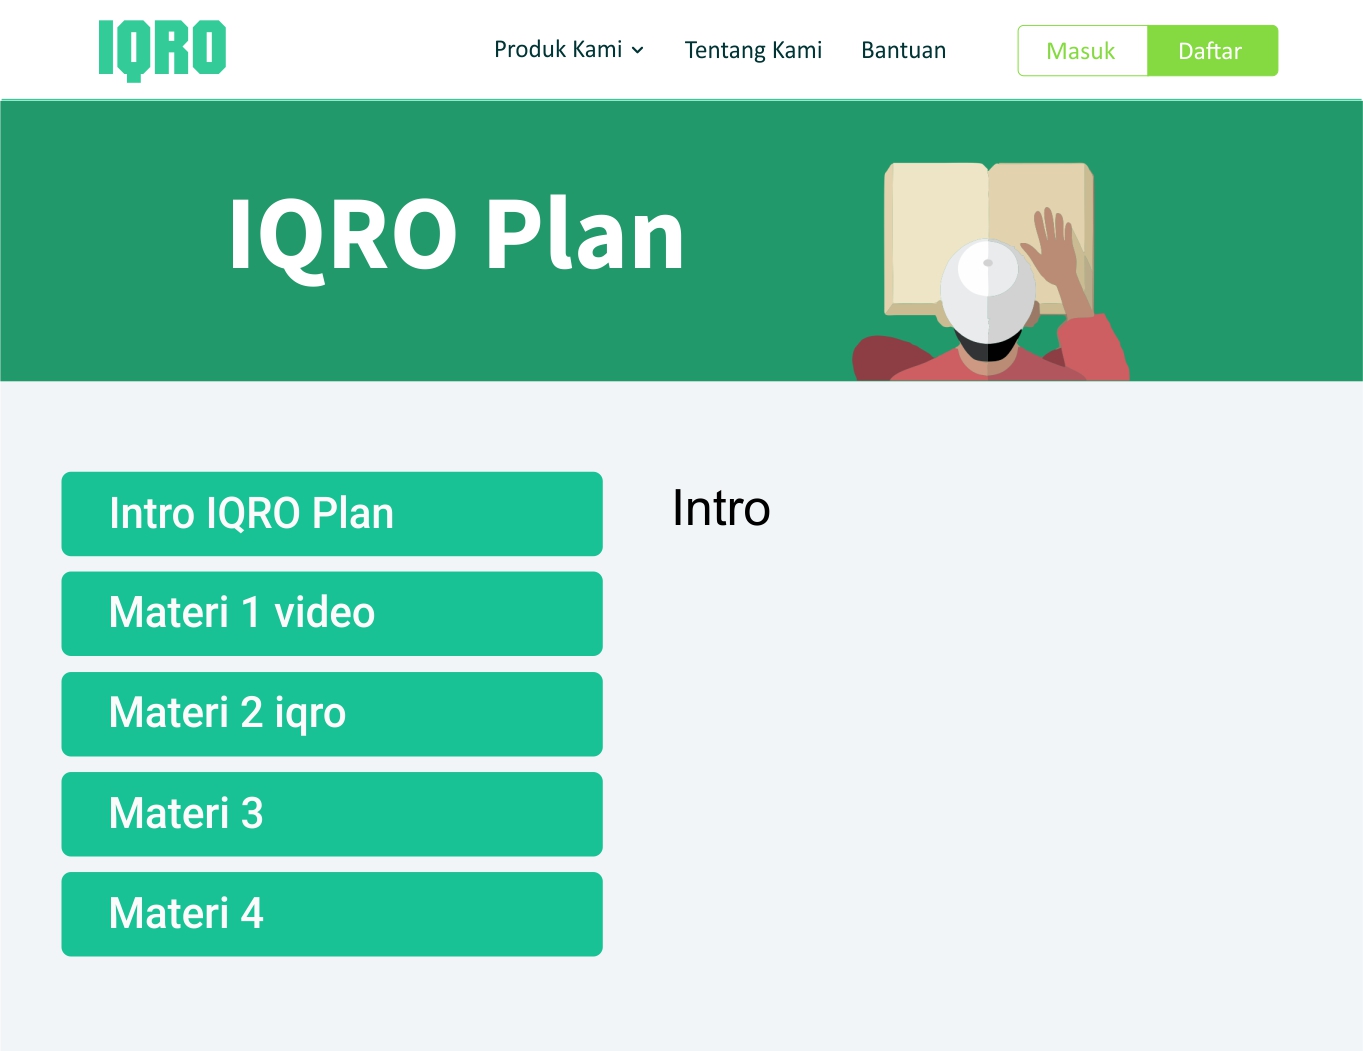 IQRO
Produk Kami
Tentang Kami
Bantuan
Masuk
Daftar
IQRO Plan
Intro IQRO Plan
Materi 1 video
Materi 2 iqro
Materi 3
Materi 4
Intro